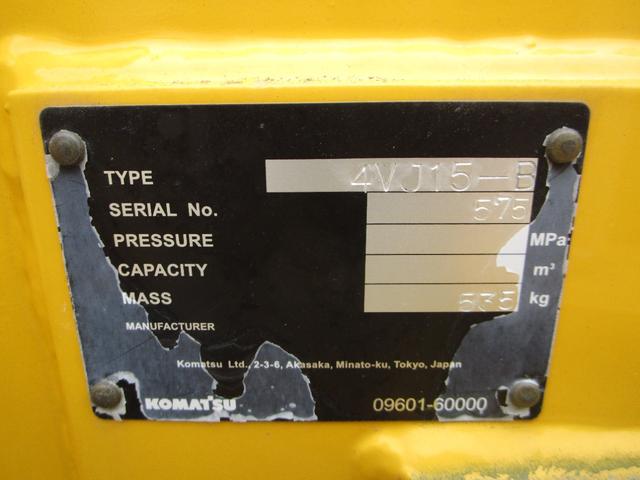 TYPE 4VJ15-B
SERIAL No. 575
PRESSURE MPa
CAPACITY m³
MASS 535 kg
MANUFACTURER
Komatsu Ltd., 2-3-6, Akasaka, Minato-ku, Tokyo, Japan
KOMATSU 09601-60000